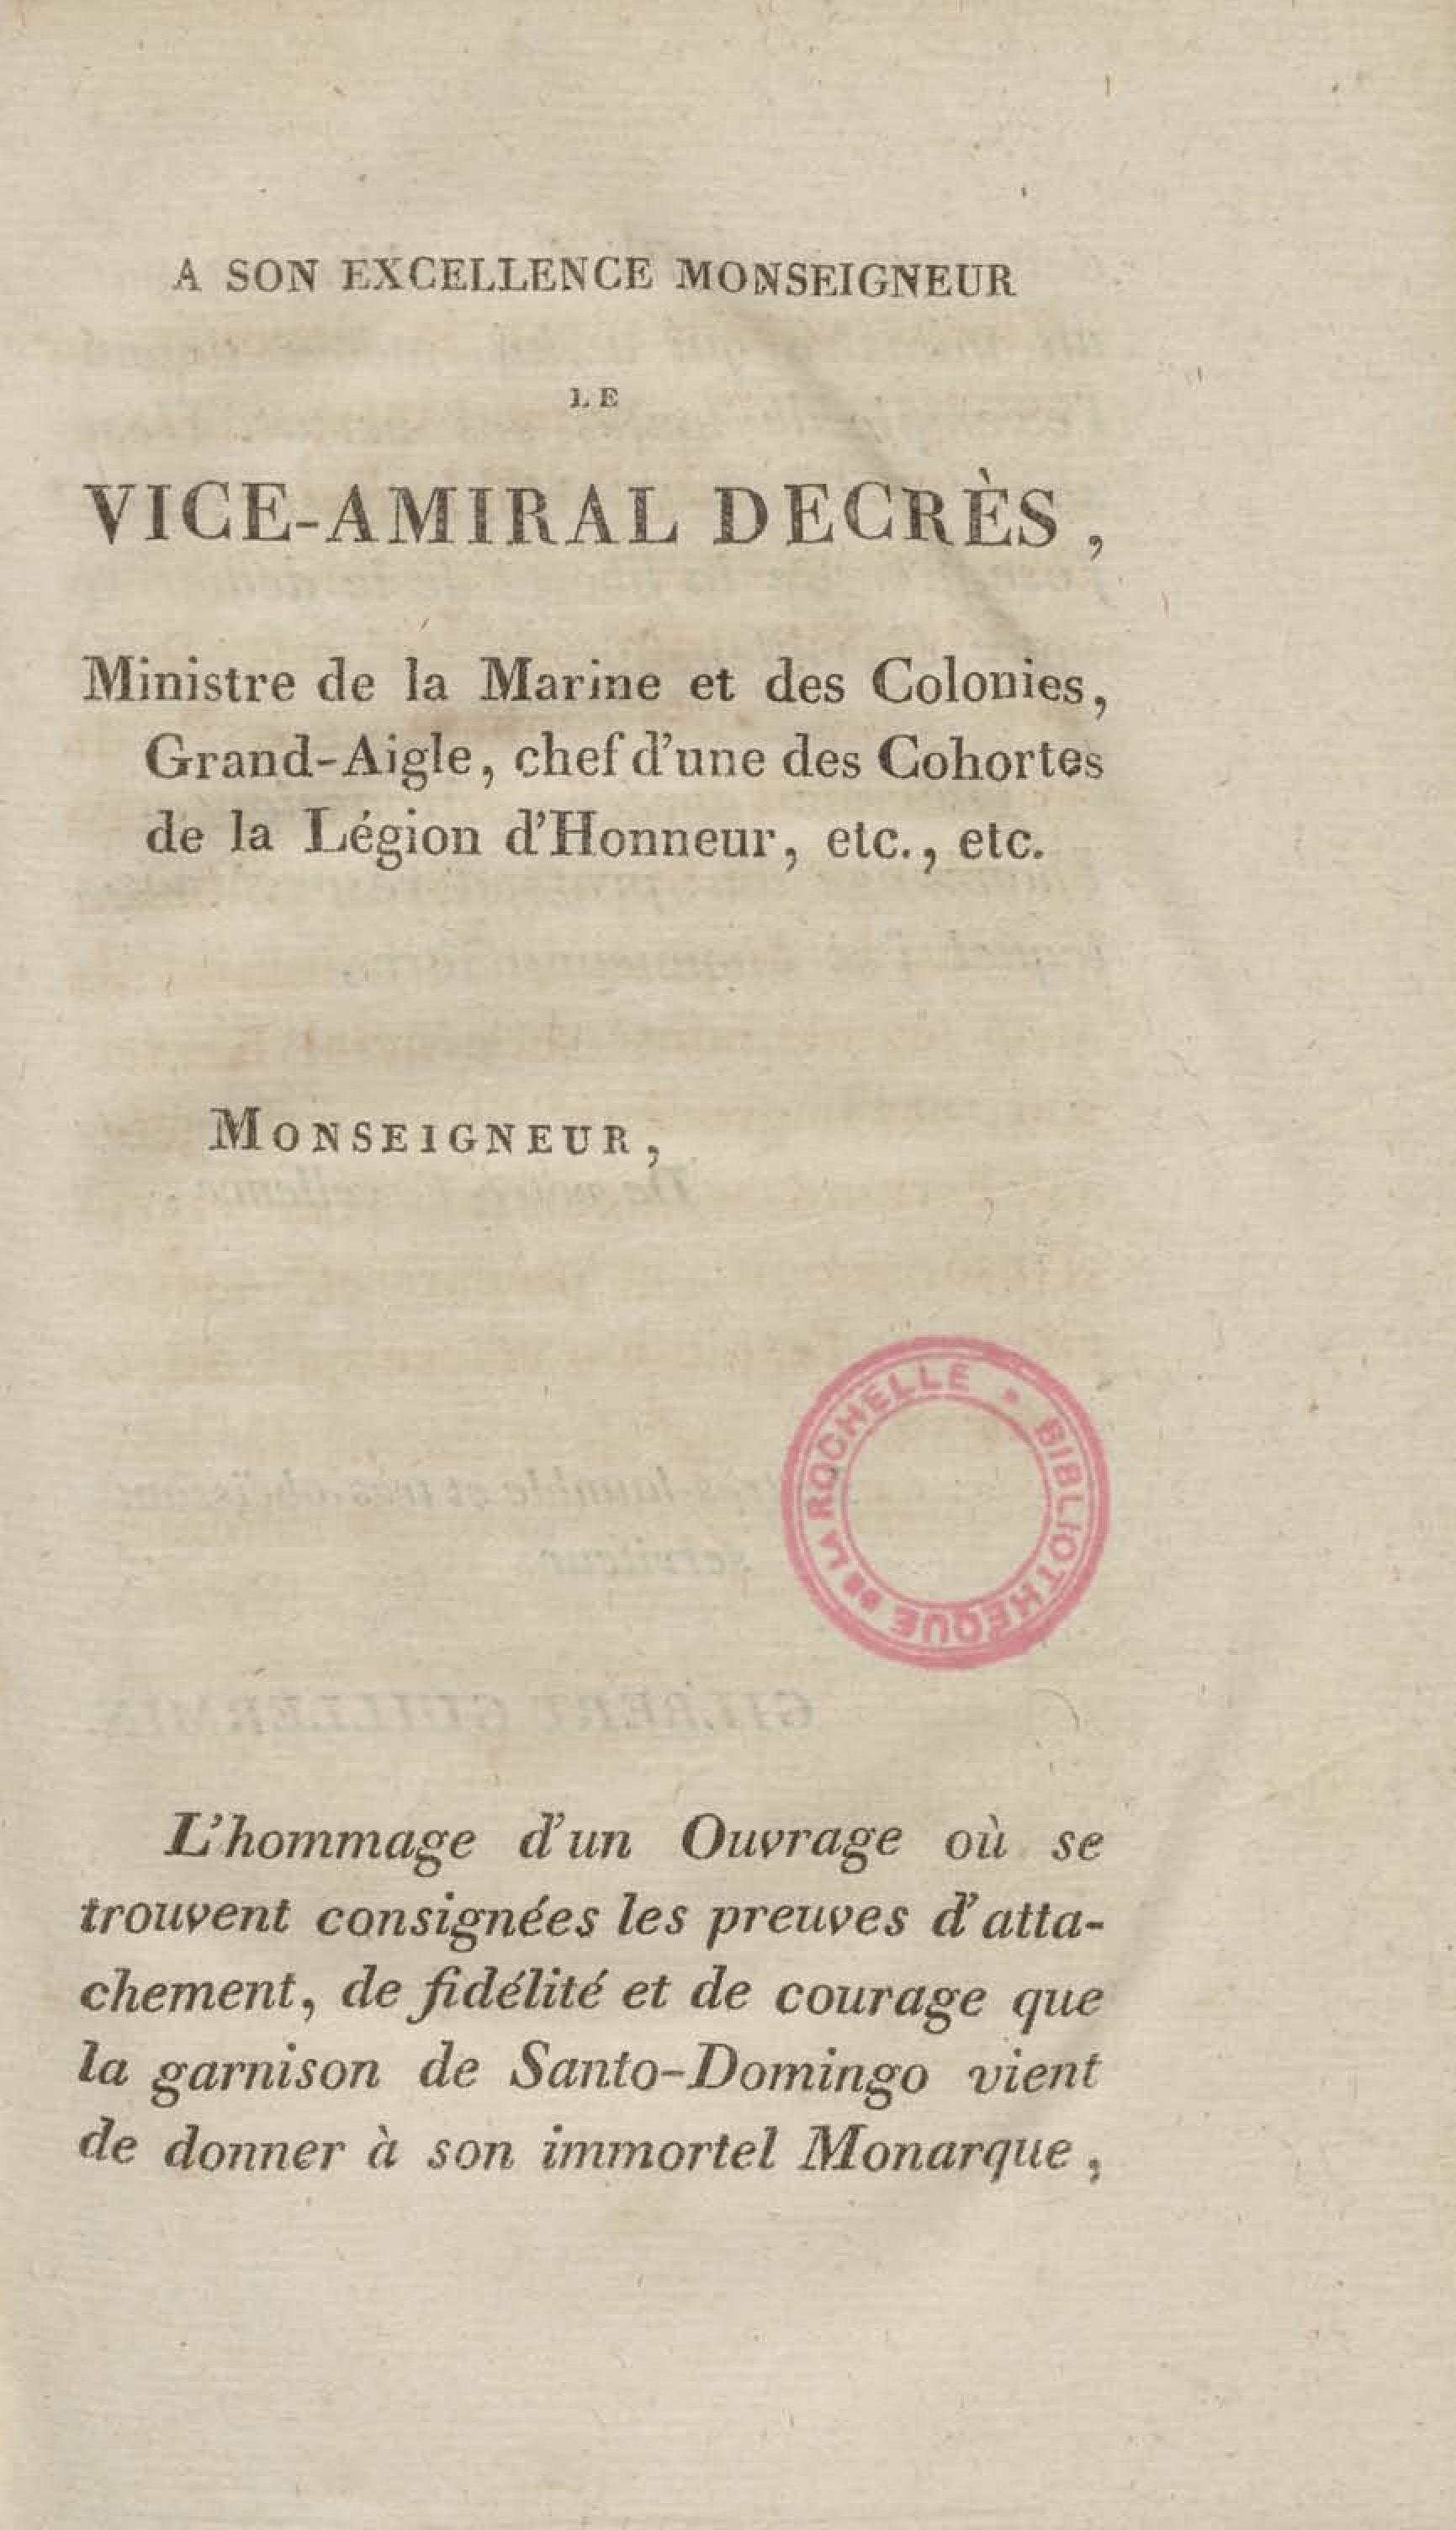 A SON EXCELLENCE MONSEIGNEUR
LE
VICE-AMIRAL DECRÈS,
Ministre de la Marine et des Colonies,
Grand-Aigle, chef d'une des Cohortes
de la Légion d'Honneur, etc., etc.
MONSEIGNEUR,
BIBLIOTHEQUE DE LA ROCHELLE
L'hommage d'un Ouvrage où se
trouvent consignées les preuves d'atta-
chement, de fidélité et de courage que
la garnison de Santo-Domingo vient
de donner à son immortel Monarque,